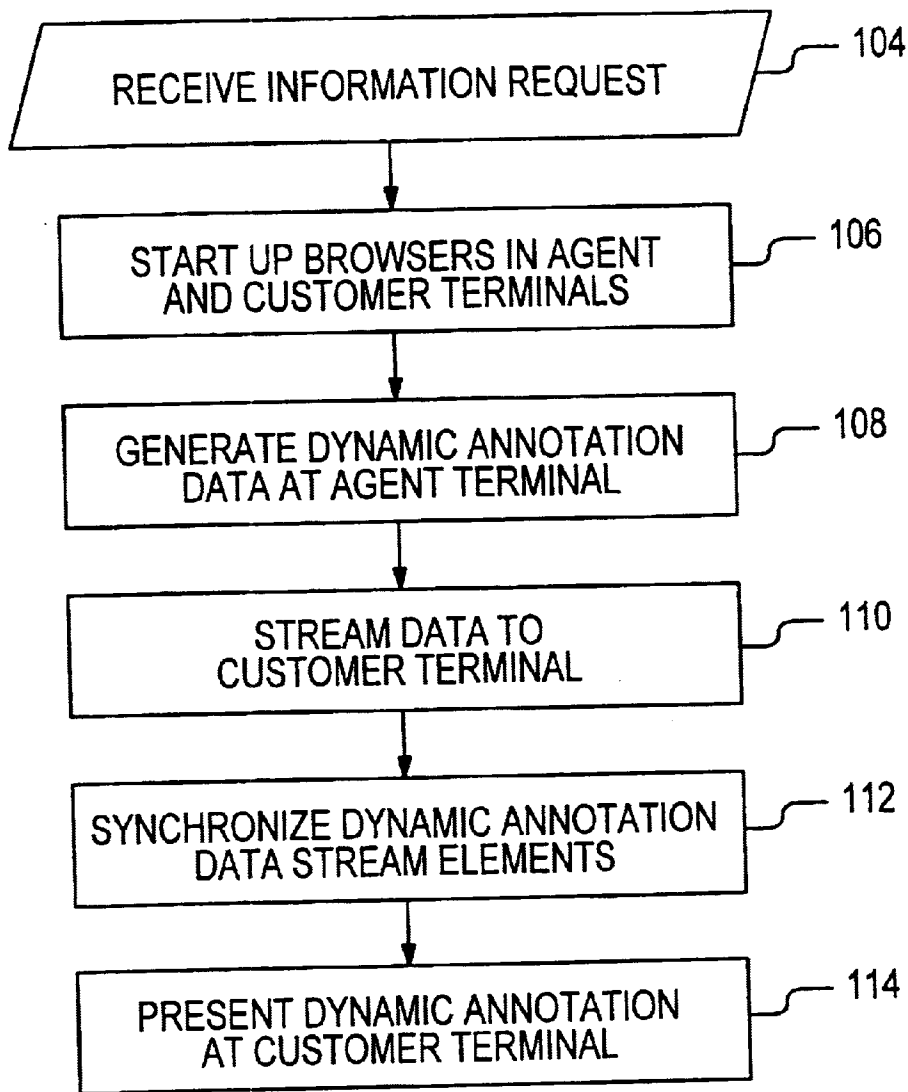 RECEIVE INFORMATION REQUEST
104
START UP BROWSERS IN AGENT
AND CUSTOMER TERMINALS
106
GENERATE DYNAMIC ANNOTATION
DATA AT AGENT TERMINAL
108
STREAM DATA TO
CUSTOMER TERMINAL
110
SYNCHRONIZE DYNAMIC ANNOTATION
DATA STREAM ELEMENTS
112
PRESENT DYNAMIC ANNOTATION
AT CUSTOMER TERMINAL
114